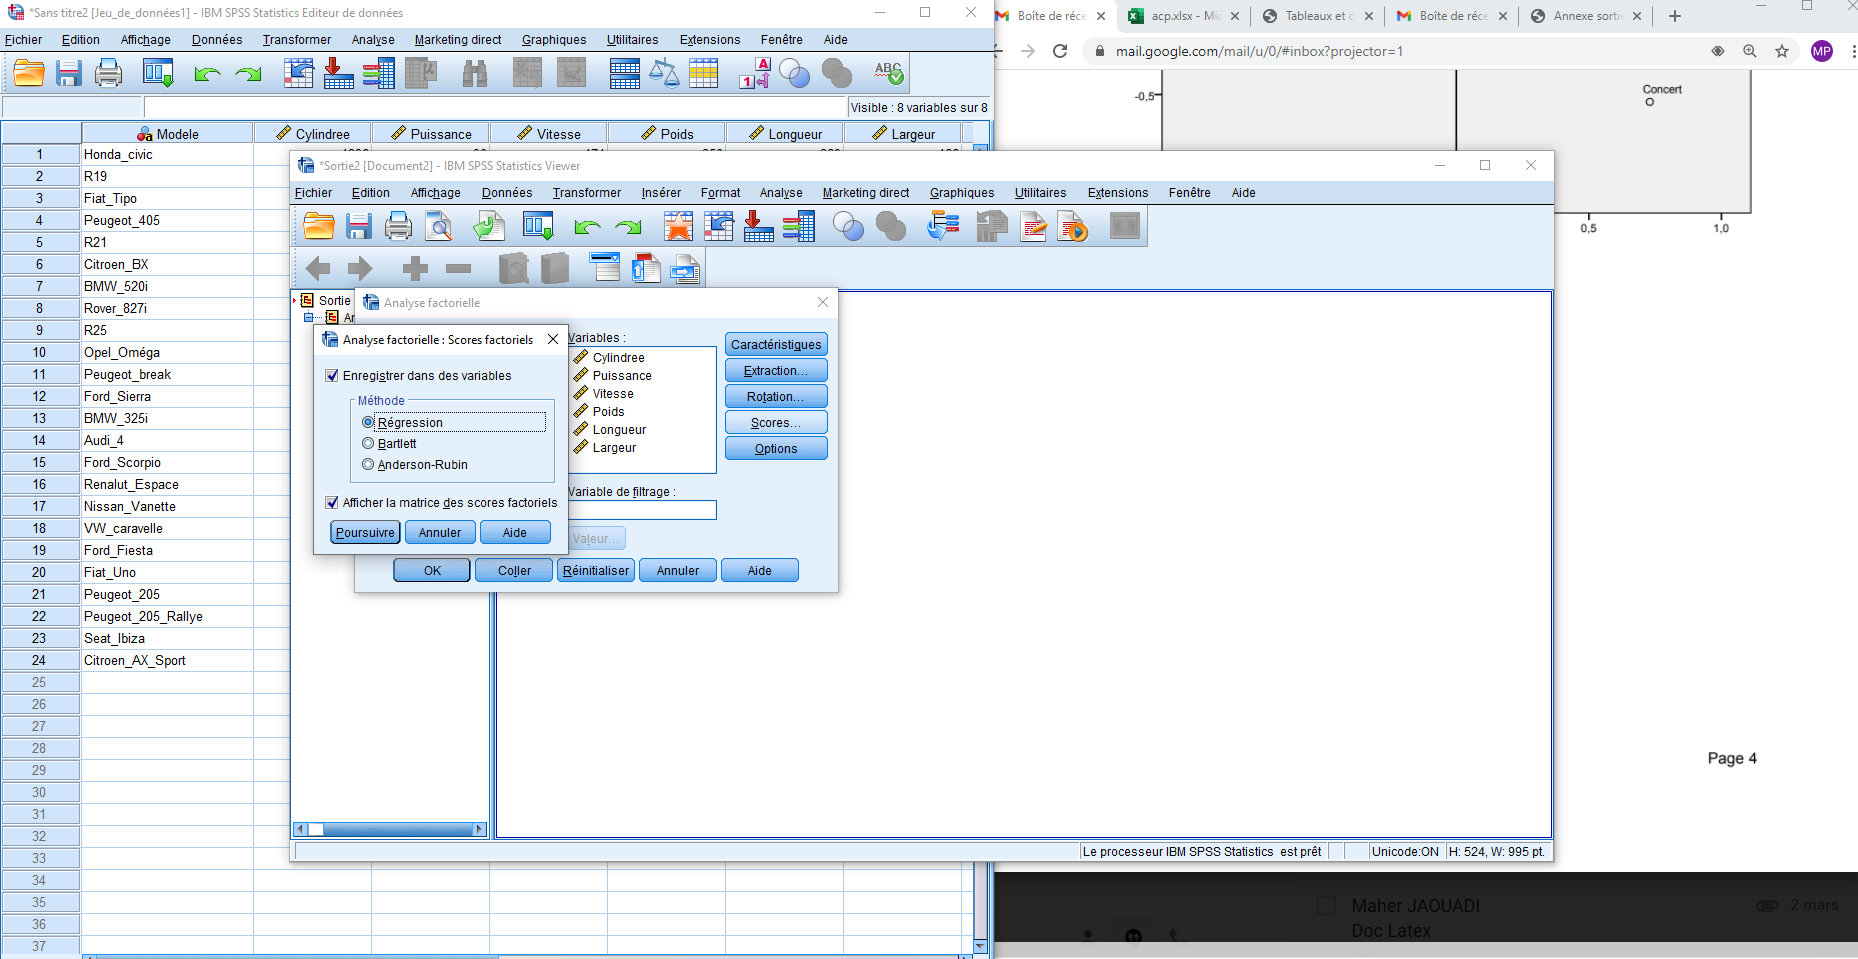 *Sans titre2 [Jeu_de_données1] - IBM SPSS Statistics Editeur de données
Fichier Edition Affichage Données Transformer Analyse Marketing direct Graphiques Utilitaires Extensions Fenêtre Aide
Visible : 8 variables sur 8
Modele Cylindree Puissance Vitesse Poids Longueur Largeur
1 Honda_civic
2 R19
3 Fiat_Tipo
4 Peugeot_405
5 R21
6 Citroen_BX
7 BMW_520i
8 Rover_827i
9 R25
10 Opel_Oméga
11 Peugeot_break
12 Ford_Sierra
13 BMW_325i
14 Audi_4
15 Ford_Scorpio
16 Renalut_Espace
17 Nissan_Vanette
18 VW_caravelle
19 Ford_Fiesta
20 Fiat_Uno
21 Peugeot_205
22 Peugeot_205_Rallye
23 Seat_Ibiza
24 Citroen_AX_Sport
25
26
27
28
29
30
31
32
33
34
35
36
37
*Sortie2 [Document2] - IBM SPSS Statistics Viewer
Fichier Edition Affichage Données Transformer Insérer Format Analyse Marketing direct Graphiques Utilitaires Extensions Fenêtre Aide
Sortie
Analyse factorielle
Variables :
Cylindree
Puissance
Vitesse
Poids
Longueur
Largeur
Variable de filtrage :
Valeur...
Caractéristiques
Extraction...
Rotation...
Scores...
Options
OK Coller Réinitialiser Annuler Aide
Analyse factorielle : Scores factoriels
Enregistrer dans des variables
Méthode
Régression
Bartlett
Anderson-Rubin
Afficher la matrice des scores factoriels
Poursuivre Annuler Aide
Le processeur IBM SPSS Statistics est prêt Unicode:ON H: 524, W: 995 pt.
Boîte de réce acp.xlsx - Mic Tableaux et c Boîte de réce Annexe sorti
mail.google.com/mail/u/0/#inbox?projector=1
MP
-0,5
Concert
0,5 1,0
Page 4
Maher JAOUADI 2 mars
Doc Latex